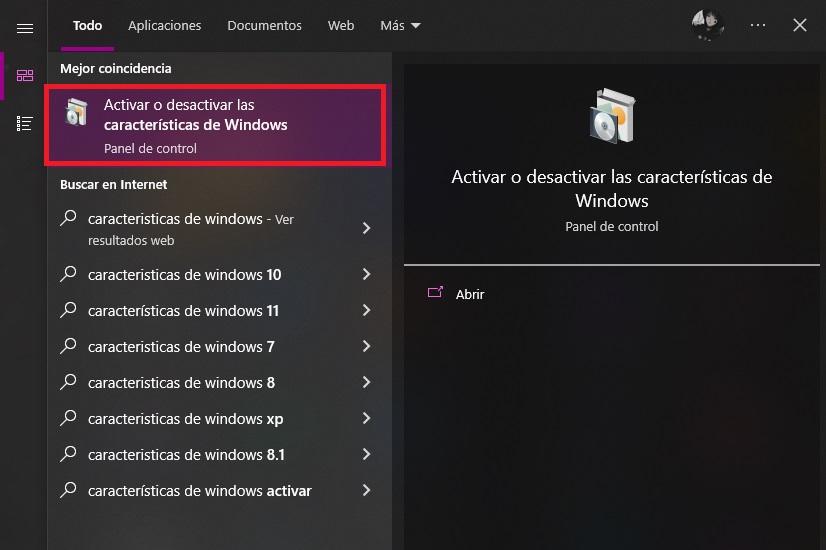 Todo Aplicaciones Documentos Web Más
Mejor coincidencia
Activar o desactivar las
características de Windows
Panel de control
Buscar en Internet
caracteristicas de windows - Ver
resultados web
caracteristicas de windows 10
características de windows 11
caracteristicas de windows 7
caracteristicas de windows 8
caracteristicas de windows xp
caracteristicas de windows 8.1
características de windows activar
Activar o desactivar las características de
Windows
Panel de control
Abrir